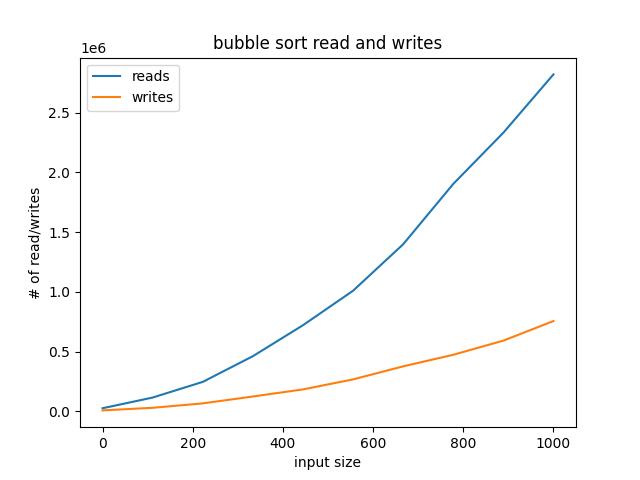 bubble sort read and writes
1e6
reads
writes
2.5
2.0
1.5
1.0
0.5
0.0
# of read/writes
0 200 400 600 800 1000
input size